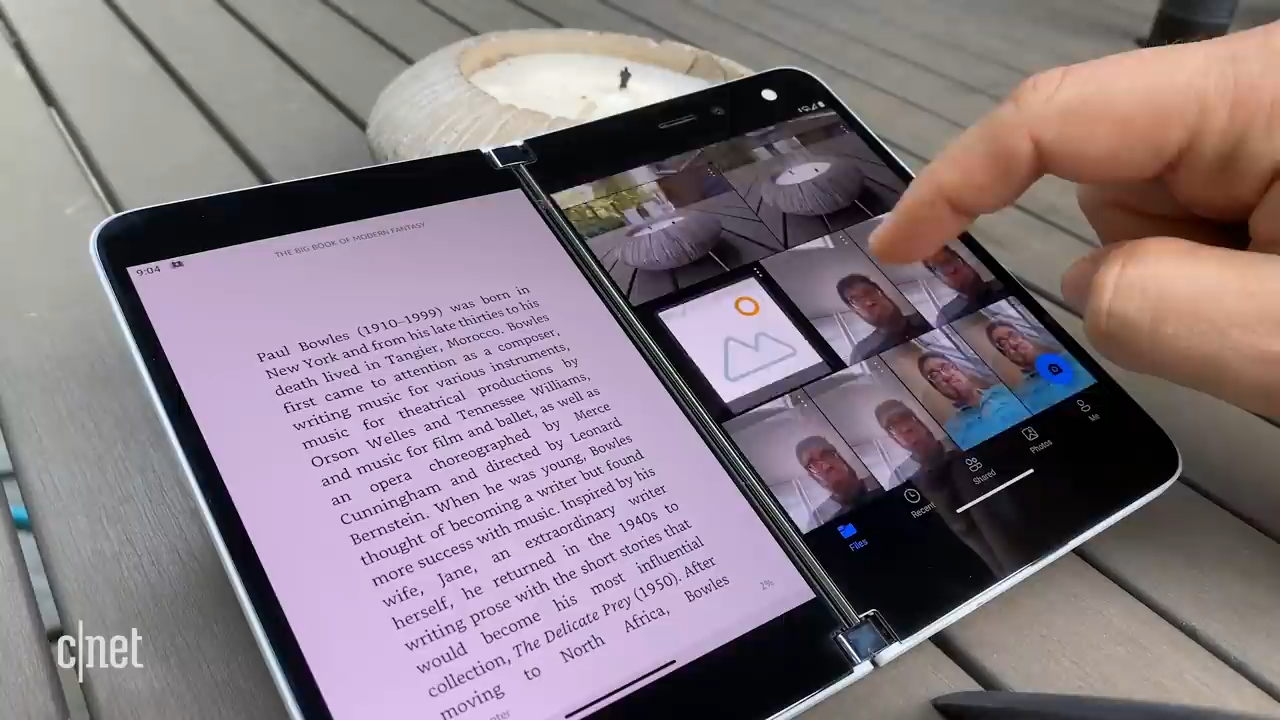 9:04
THE BIG BOOK OF MODERN FANTASY
Paul Bowles (1910–1999) was born in
New York and from his late thirties to his
death lived in Tangier, Morocco. Bowles
first came to attention as a composer,
writing music for various instruments,
music for theatrical productions by
Orson Welles and Tennessee Williams,
and music for film and ballet, as well as
an opera choreographed by Merce
Cunningham and directed by Leonard
Bernstein. When he was young, Bowles
thought of becoming a writer but found
more success with music. Inspired by his
wife, Jane, an extraordinary writer
herself, he returned in the 1940s to
writing prose with the short stories that
would become his most influential
collection, The Delicate Prey (1950). After
moving to North Africa, Bowles
2%
Files
Recent
Shared
Photos
Me
c|net